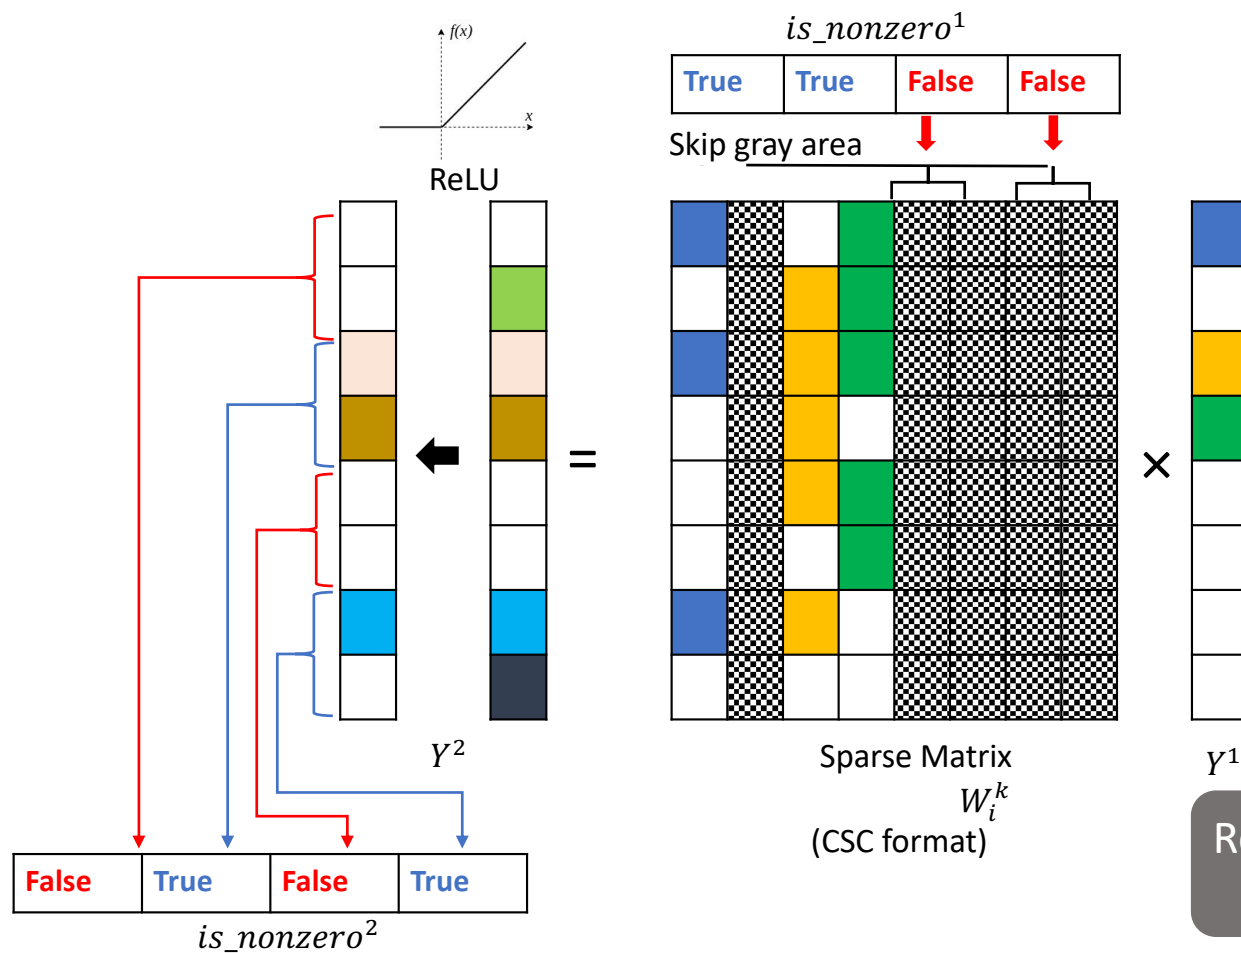 f(x)
x
ReLU
is_nonzero¹
True True False False
Skip gray area
=
×
Y²
Sparse Matrix
W_i^k
(CSC format)
Y¹
False True False True
is_nonzero²